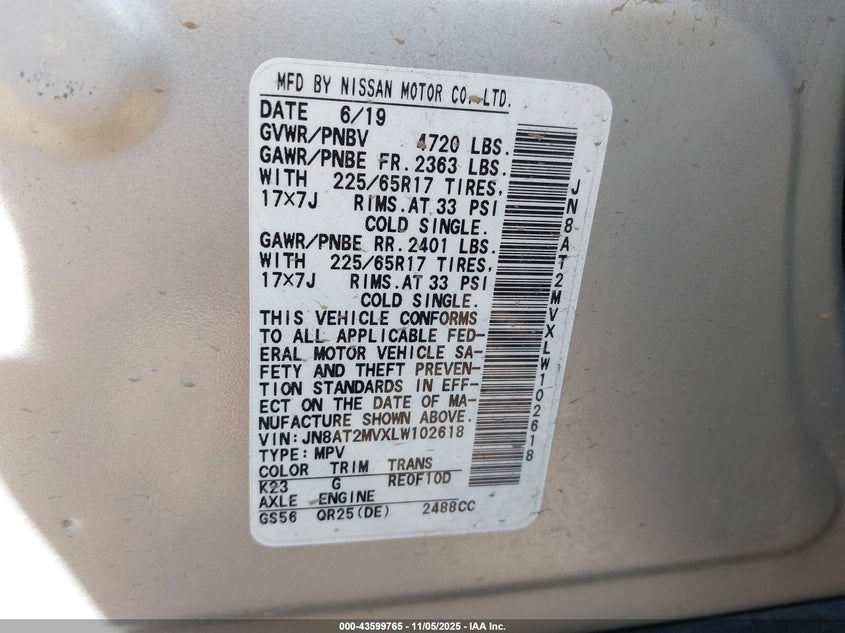 MFD BY NISSAN MOTOR CO.,LTD.
DATE 6/19
GVWR/PNBV 4720 LBS.
GAWR/PNBE FR. 2363 LBS.
WITH 225/65R17 TIRES,
17×7J RIMS.AT 33 PSI
COLD SINGLE.
GAWR/PNBE RR. 2401 LBS.
WITH 225/65R17 TIRES,
17×7J RIMS.AT 33 PSI
COLD SINGLE.
THIS VEHICLE CONFORMS
TO ALL APPLICABLE FED-
ERAL MOTOR VEHICLE SA-
FETY AND THEFT PREVEN-
TION STANDARDS IN EFF-
ECT ON THE DATE OF MA-
NUFACTURE SHOWN ABOVE.
VIN: JN8AT2MVXLW102618
TYPE: MPV
COLOR TRIM TRANS
K23 G RE0F10D
AXLE ENGINE
GS56 QR25(DE) 2488CC
JN8AT2MVXLW102618
000-43599765 - 11/05/2025 - IAA Inc.